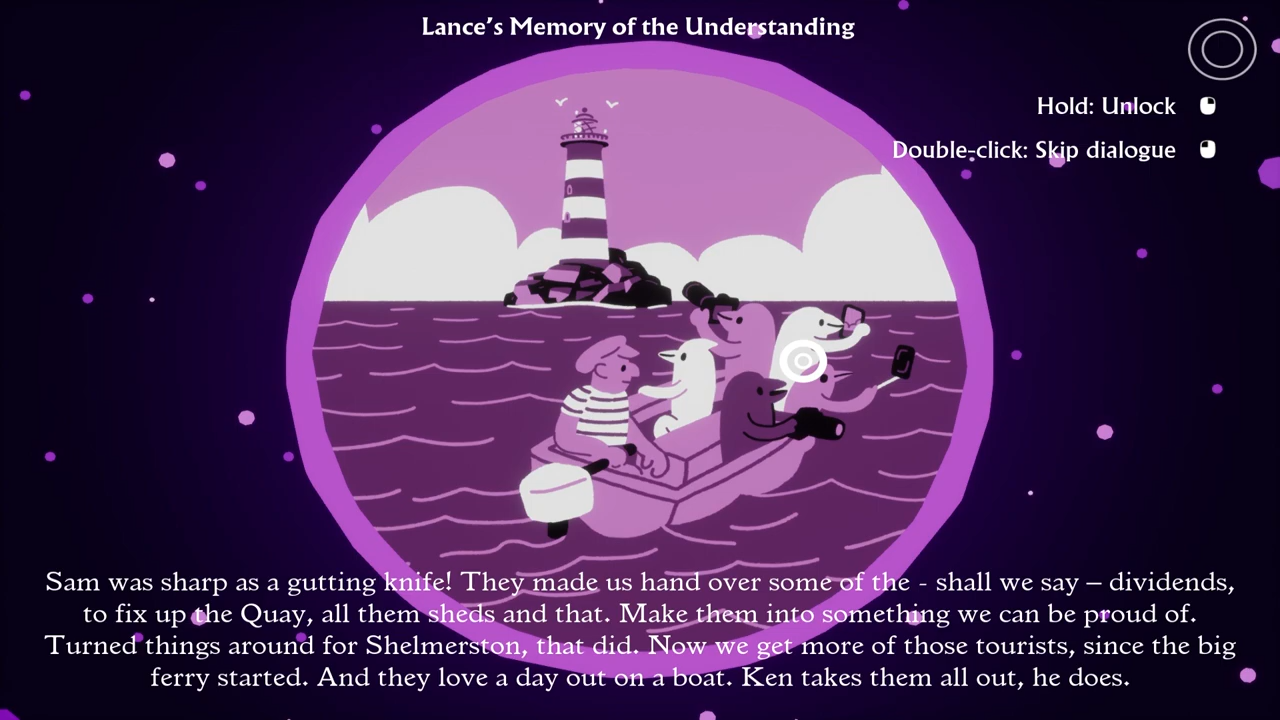 Lance's Memory of the Understanding
Hold: Unlock
Double-click: Skip dialogue
Sam was sharp as a gutting knife! They made us hand over some of the - shall we say – dividends,
to fix up the Quay, all them sheds and that. Make them into something we can be proud of.
Turned things around for Shelmerston, that did. Now we get more of those tourists, since the big
ferry started. And they love a day out on a boat. Ken takes them all out, he does.